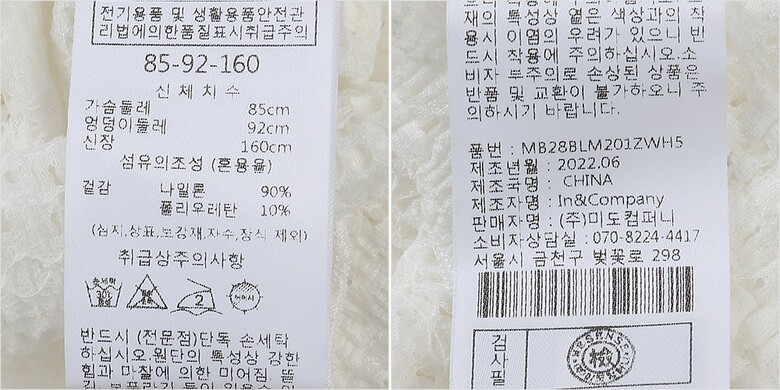 전기용품 및 생활용품안전관
리법에의한품질표시취급주의
85-92-160
신체치수
가슴둘레 85cm
엉덩이둘레 92cm
신장 160cm
섬유의조성 (혼용율)
겉감 나일론 90%
폴리우레탄 10%
(심지,상표,보강재,자수,장식 제외)
취급상주의사항
손세탁
30℃
2
드라이
반드시 (전문점)단독 손세탁
하십시오.원단의 특성상 강한
힘과 마찰에 의한 미어짐 뜯
재의 특성상 옅은 색상과의 착
용시 이염의 우려가 있으니 반
드시 착용에 주의하십시오.소
비자 부주의로 손상된 상품은
반품 및 교환이 불가하오니 주
의하시기 바랍니다.
품번 : MB28BLM201ZWH5
제조년월 : 2022.06
제조국명 : CHINA
제조자명 : In&Company
판매자명 : (주)미도컴퍼니
소비자상담실 : 070-8224-4417
서울시 금천구 벚꽃로 298
검사필
SENSE
檢